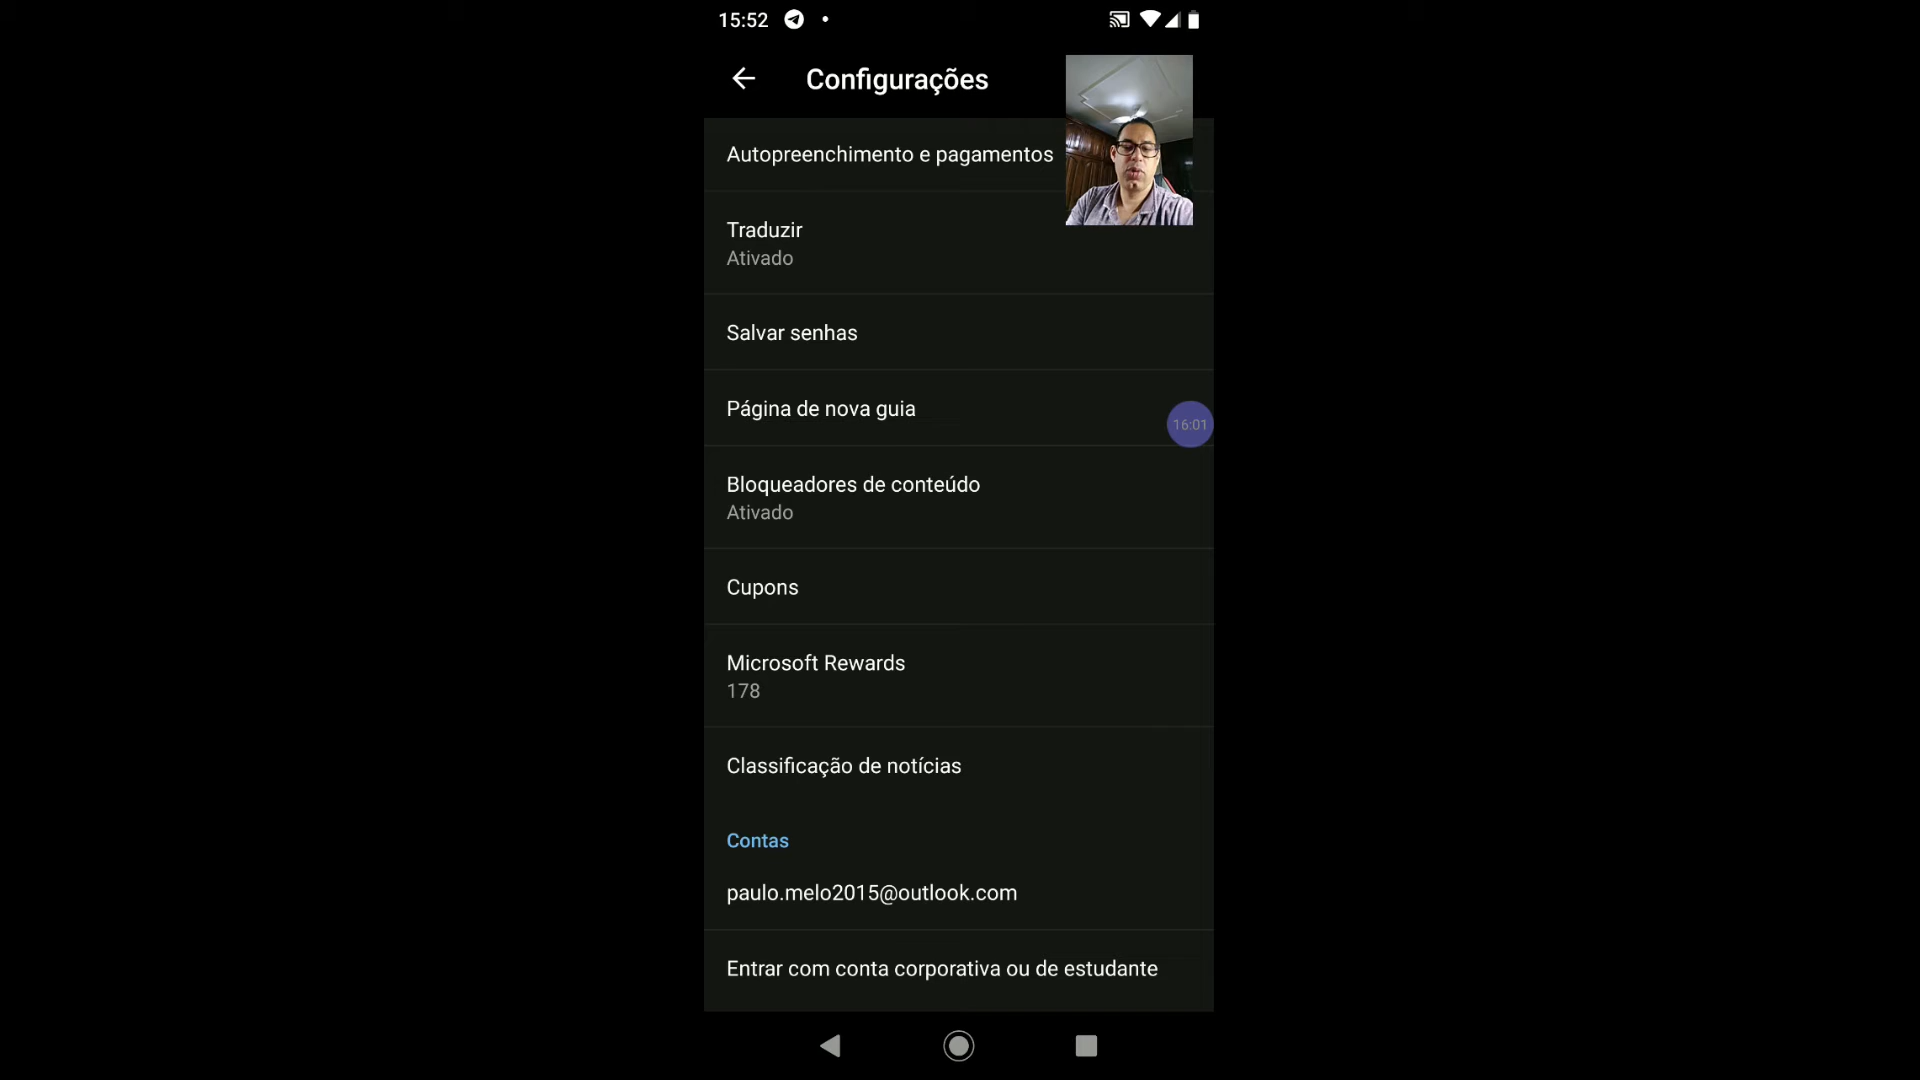 15:52
Configurações
Autopreenchimento e pagamentos
Traduzir
Ativado
Salvar senhas
Página de nova guia
16:01
Bloqueadores de conteúdo
Ativado
Cupons
Microsoft Rewards
178
Classificação de notícias
Contas
paulo.melo2015@outlook.com
Entrar com conta corporativa ou de estudante